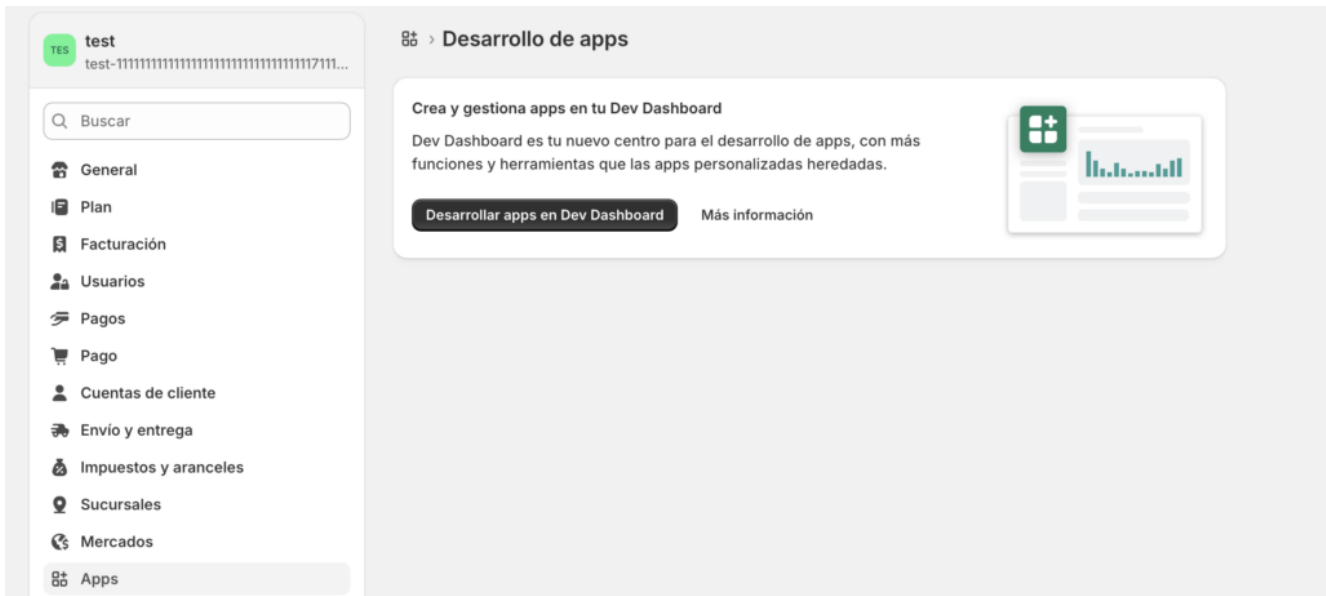 TES
test
test-1111111111111111111111111111111117111...
Buscar
General
Plan
Facturación
Usuarios
Pagos
Pago
Cuentas de cliente
Envío y entrega
Impuestos y aranceles
Sucursales
Mercados
Apps
Desarrollo de apps
Crea y gestiona apps en tu Dev Dashboard
Dev Dashboard es tu nuevo centro para el desarrollo de apps, con más
funciones y herramientas que las apps personalizadas heredadas.
Desarrollar apps en Dev Dashboard
Más información